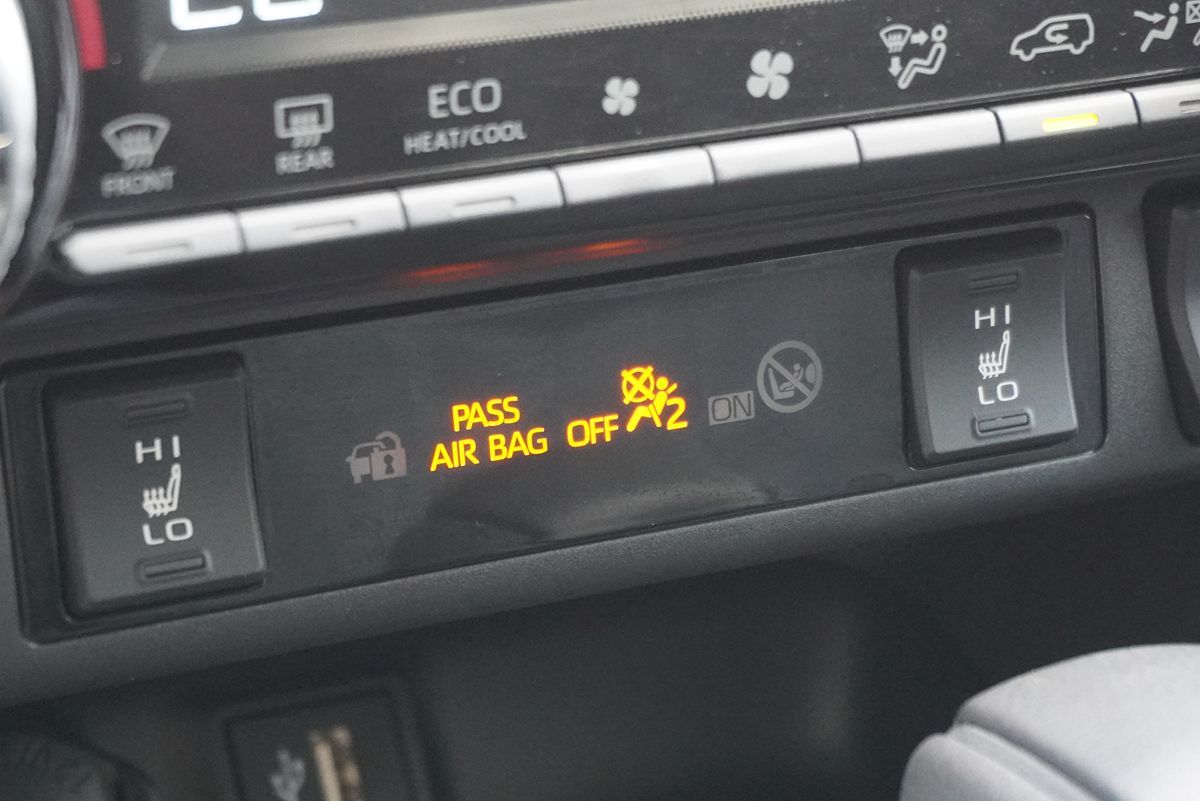 FRONT
REAR
ECO
HEAT/COOL
HI
LO
PASS
AIR BAG OFF 2
ON
HI
LO